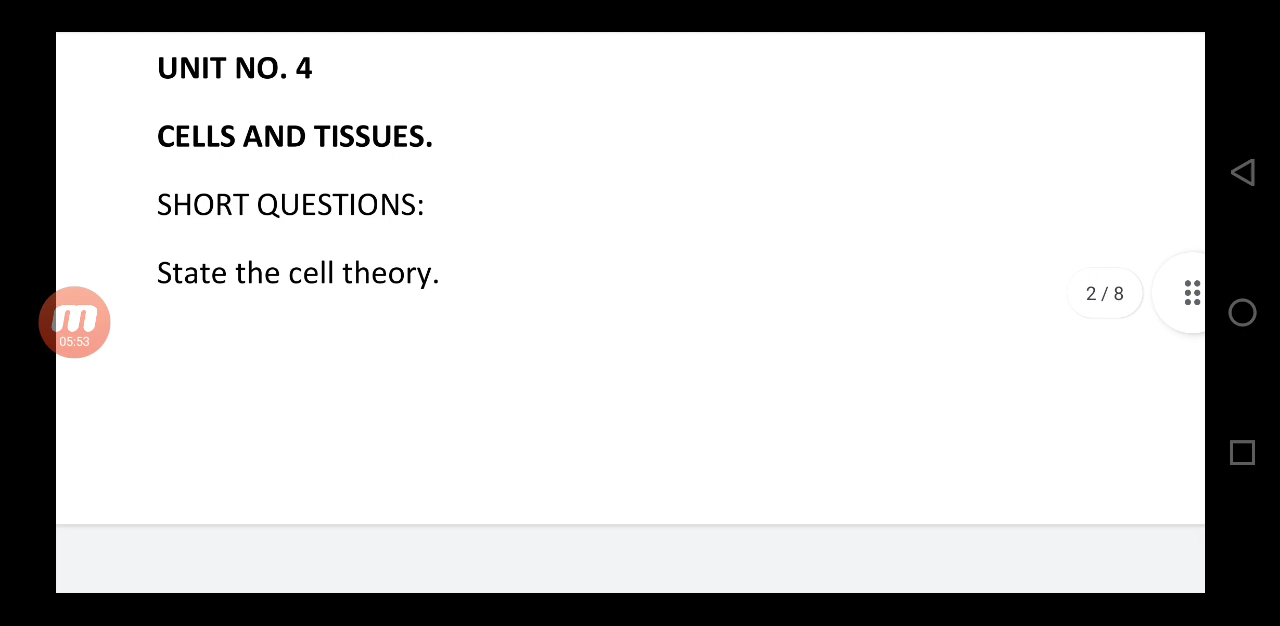 UNIT NO. 4
CELLS AND TISSUES.
SHORT QUESTIONS:
State the cell theory.
2 / 8
m
05:53